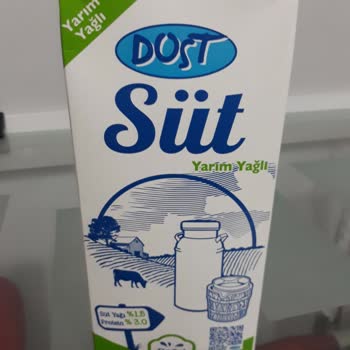 Yarım
Yağlı
DOST
Süt
Yarım Yağlı
Süt Yağı %1.5
Protein % 3.0